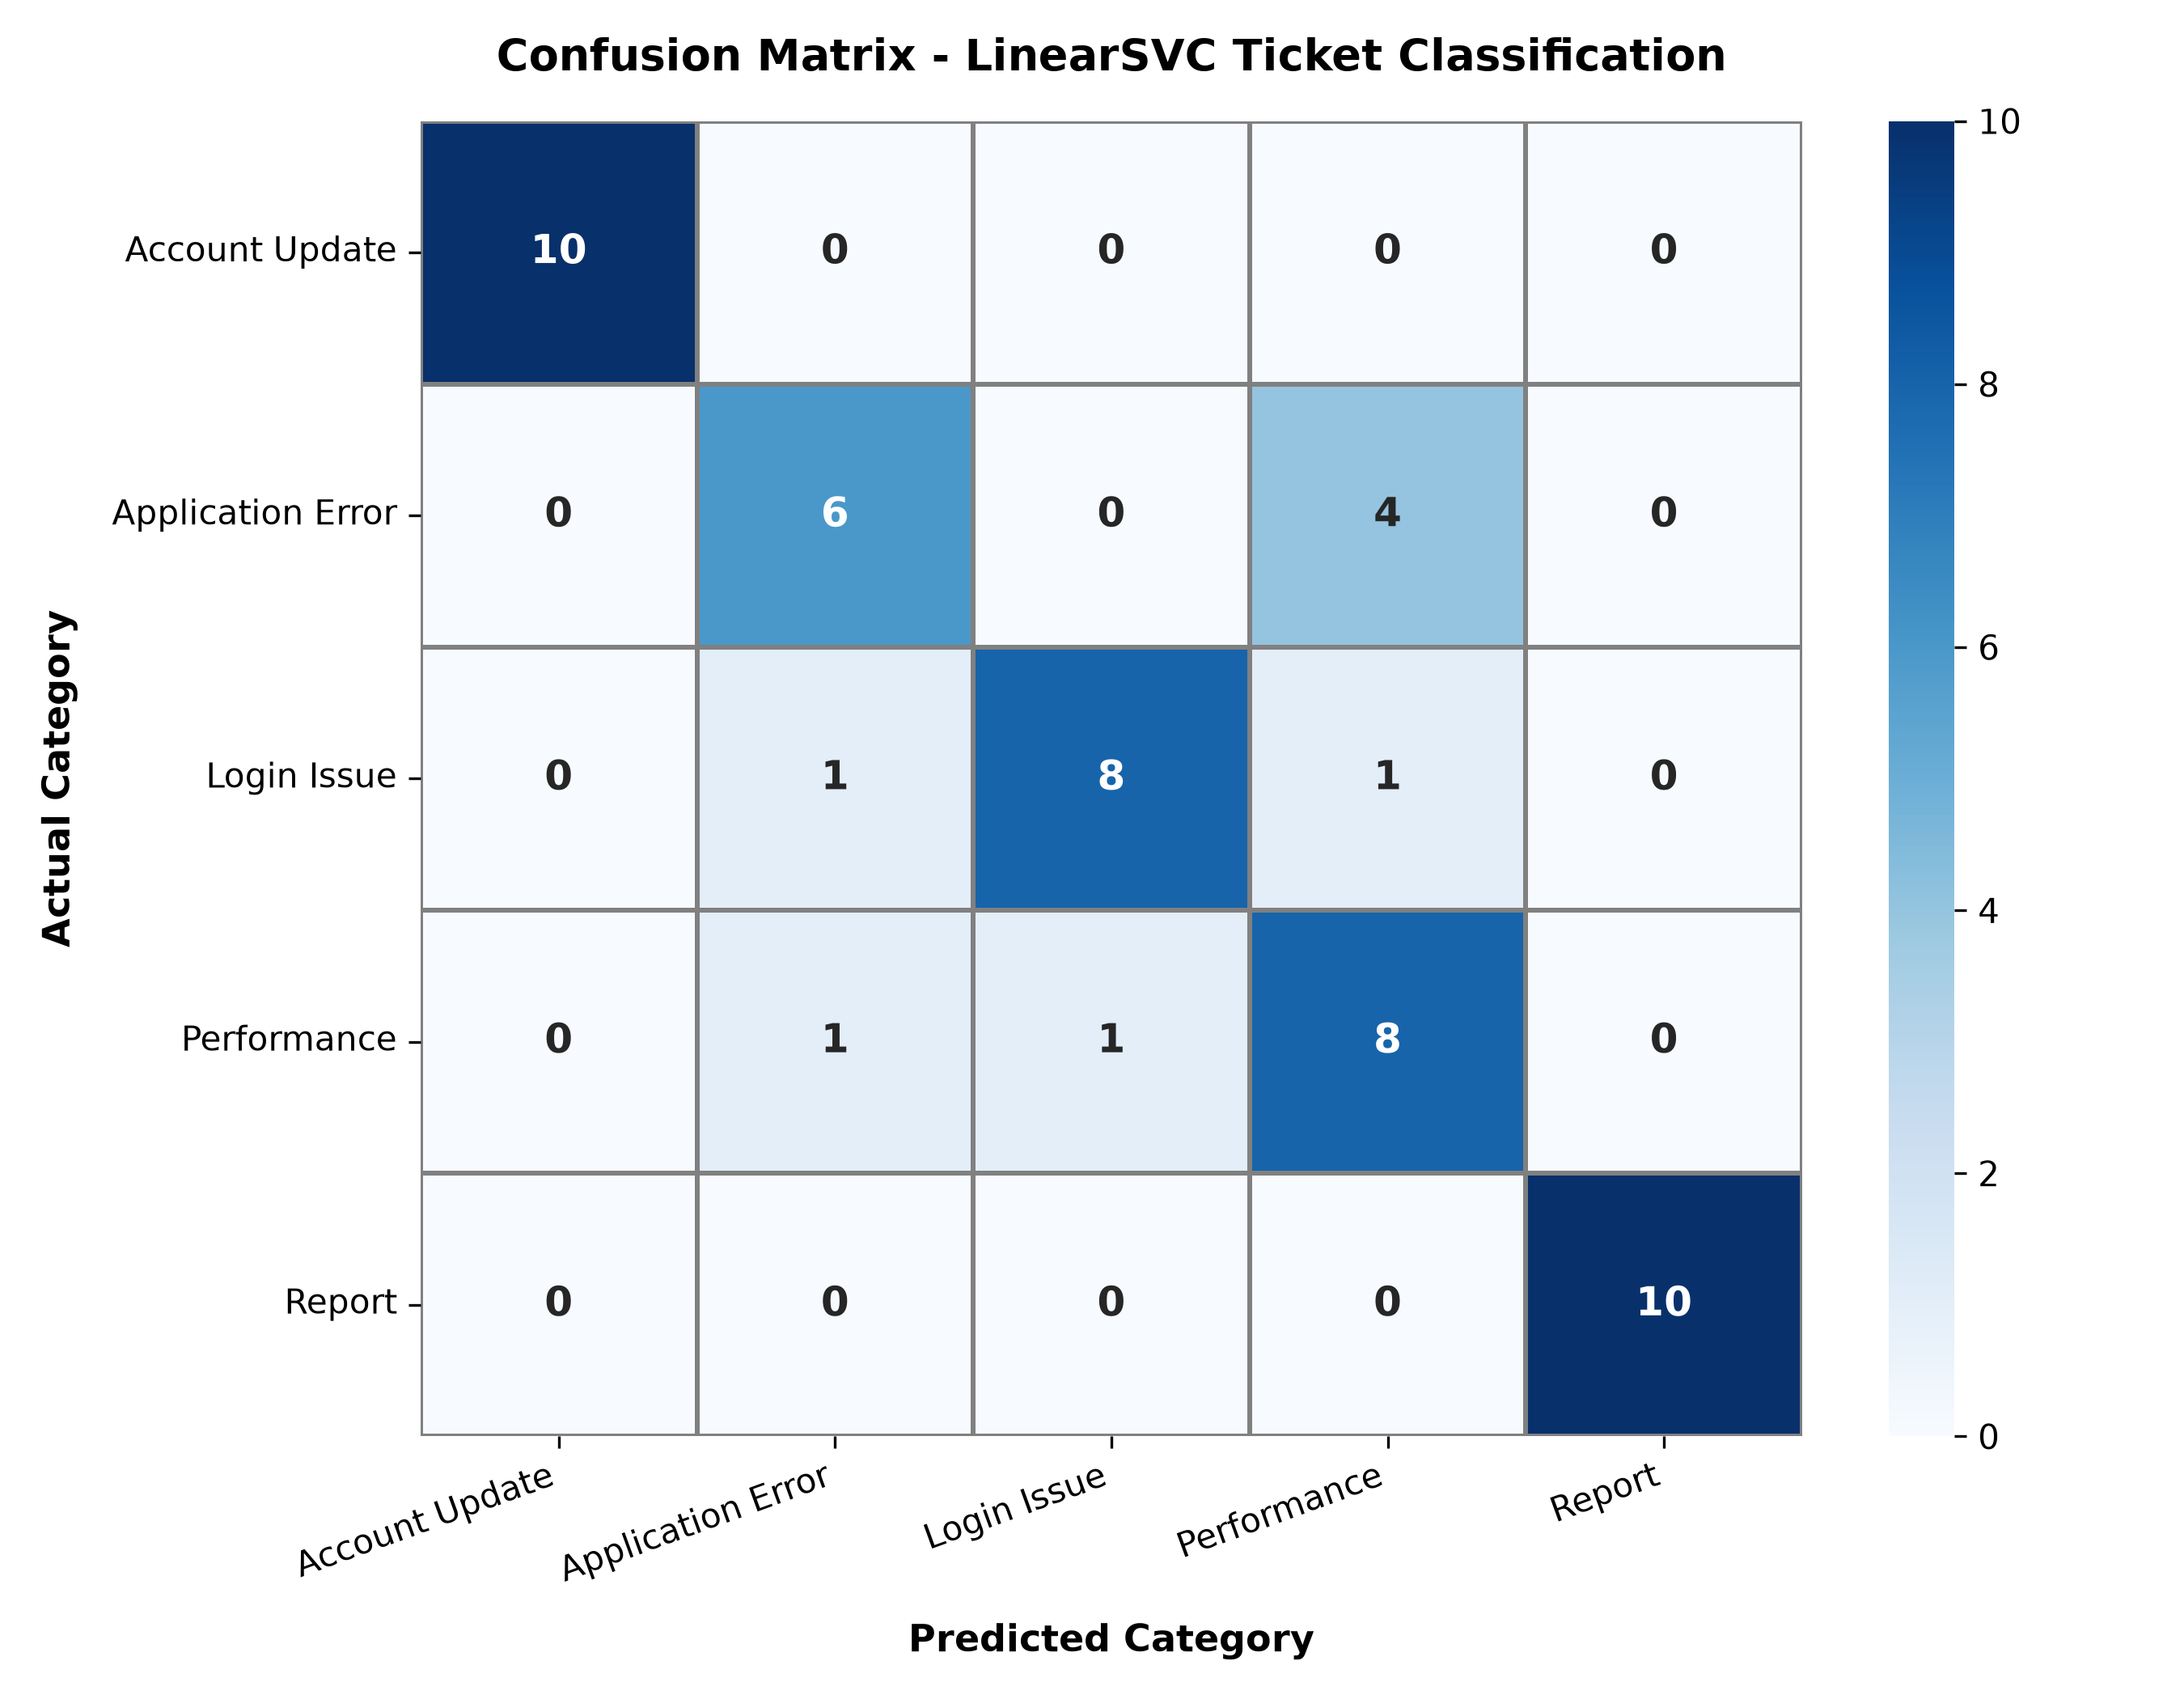 Confusion Matrix - LinearSVC Ticket Classification
Actual Category
Account Update 10 0 0 0 0
Application Error 0 6 0 4 0
Login Issue 0 1 8 1 0
Performance 0 1 1 8 0
Report 0 0 0 0 10
Account Update Application Error Login Issue Performance Report
Predicted Category
10
8
6
4
2
0